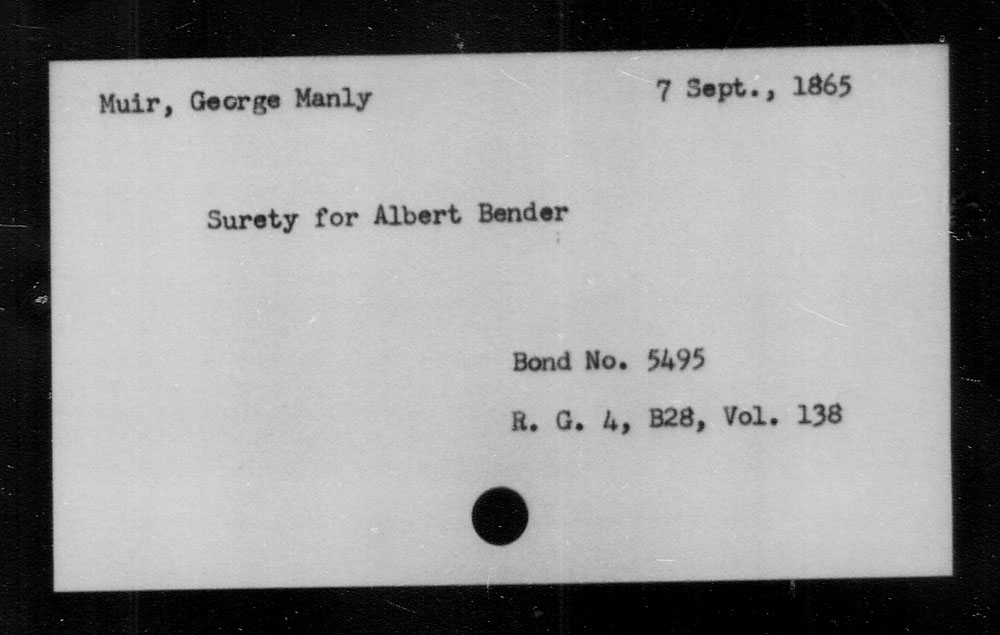 Muir, George Manly 7 Sept., 1865
Surety for Albert Bender
Bond No. 5495
R. G. 4, B28, Vol. 138